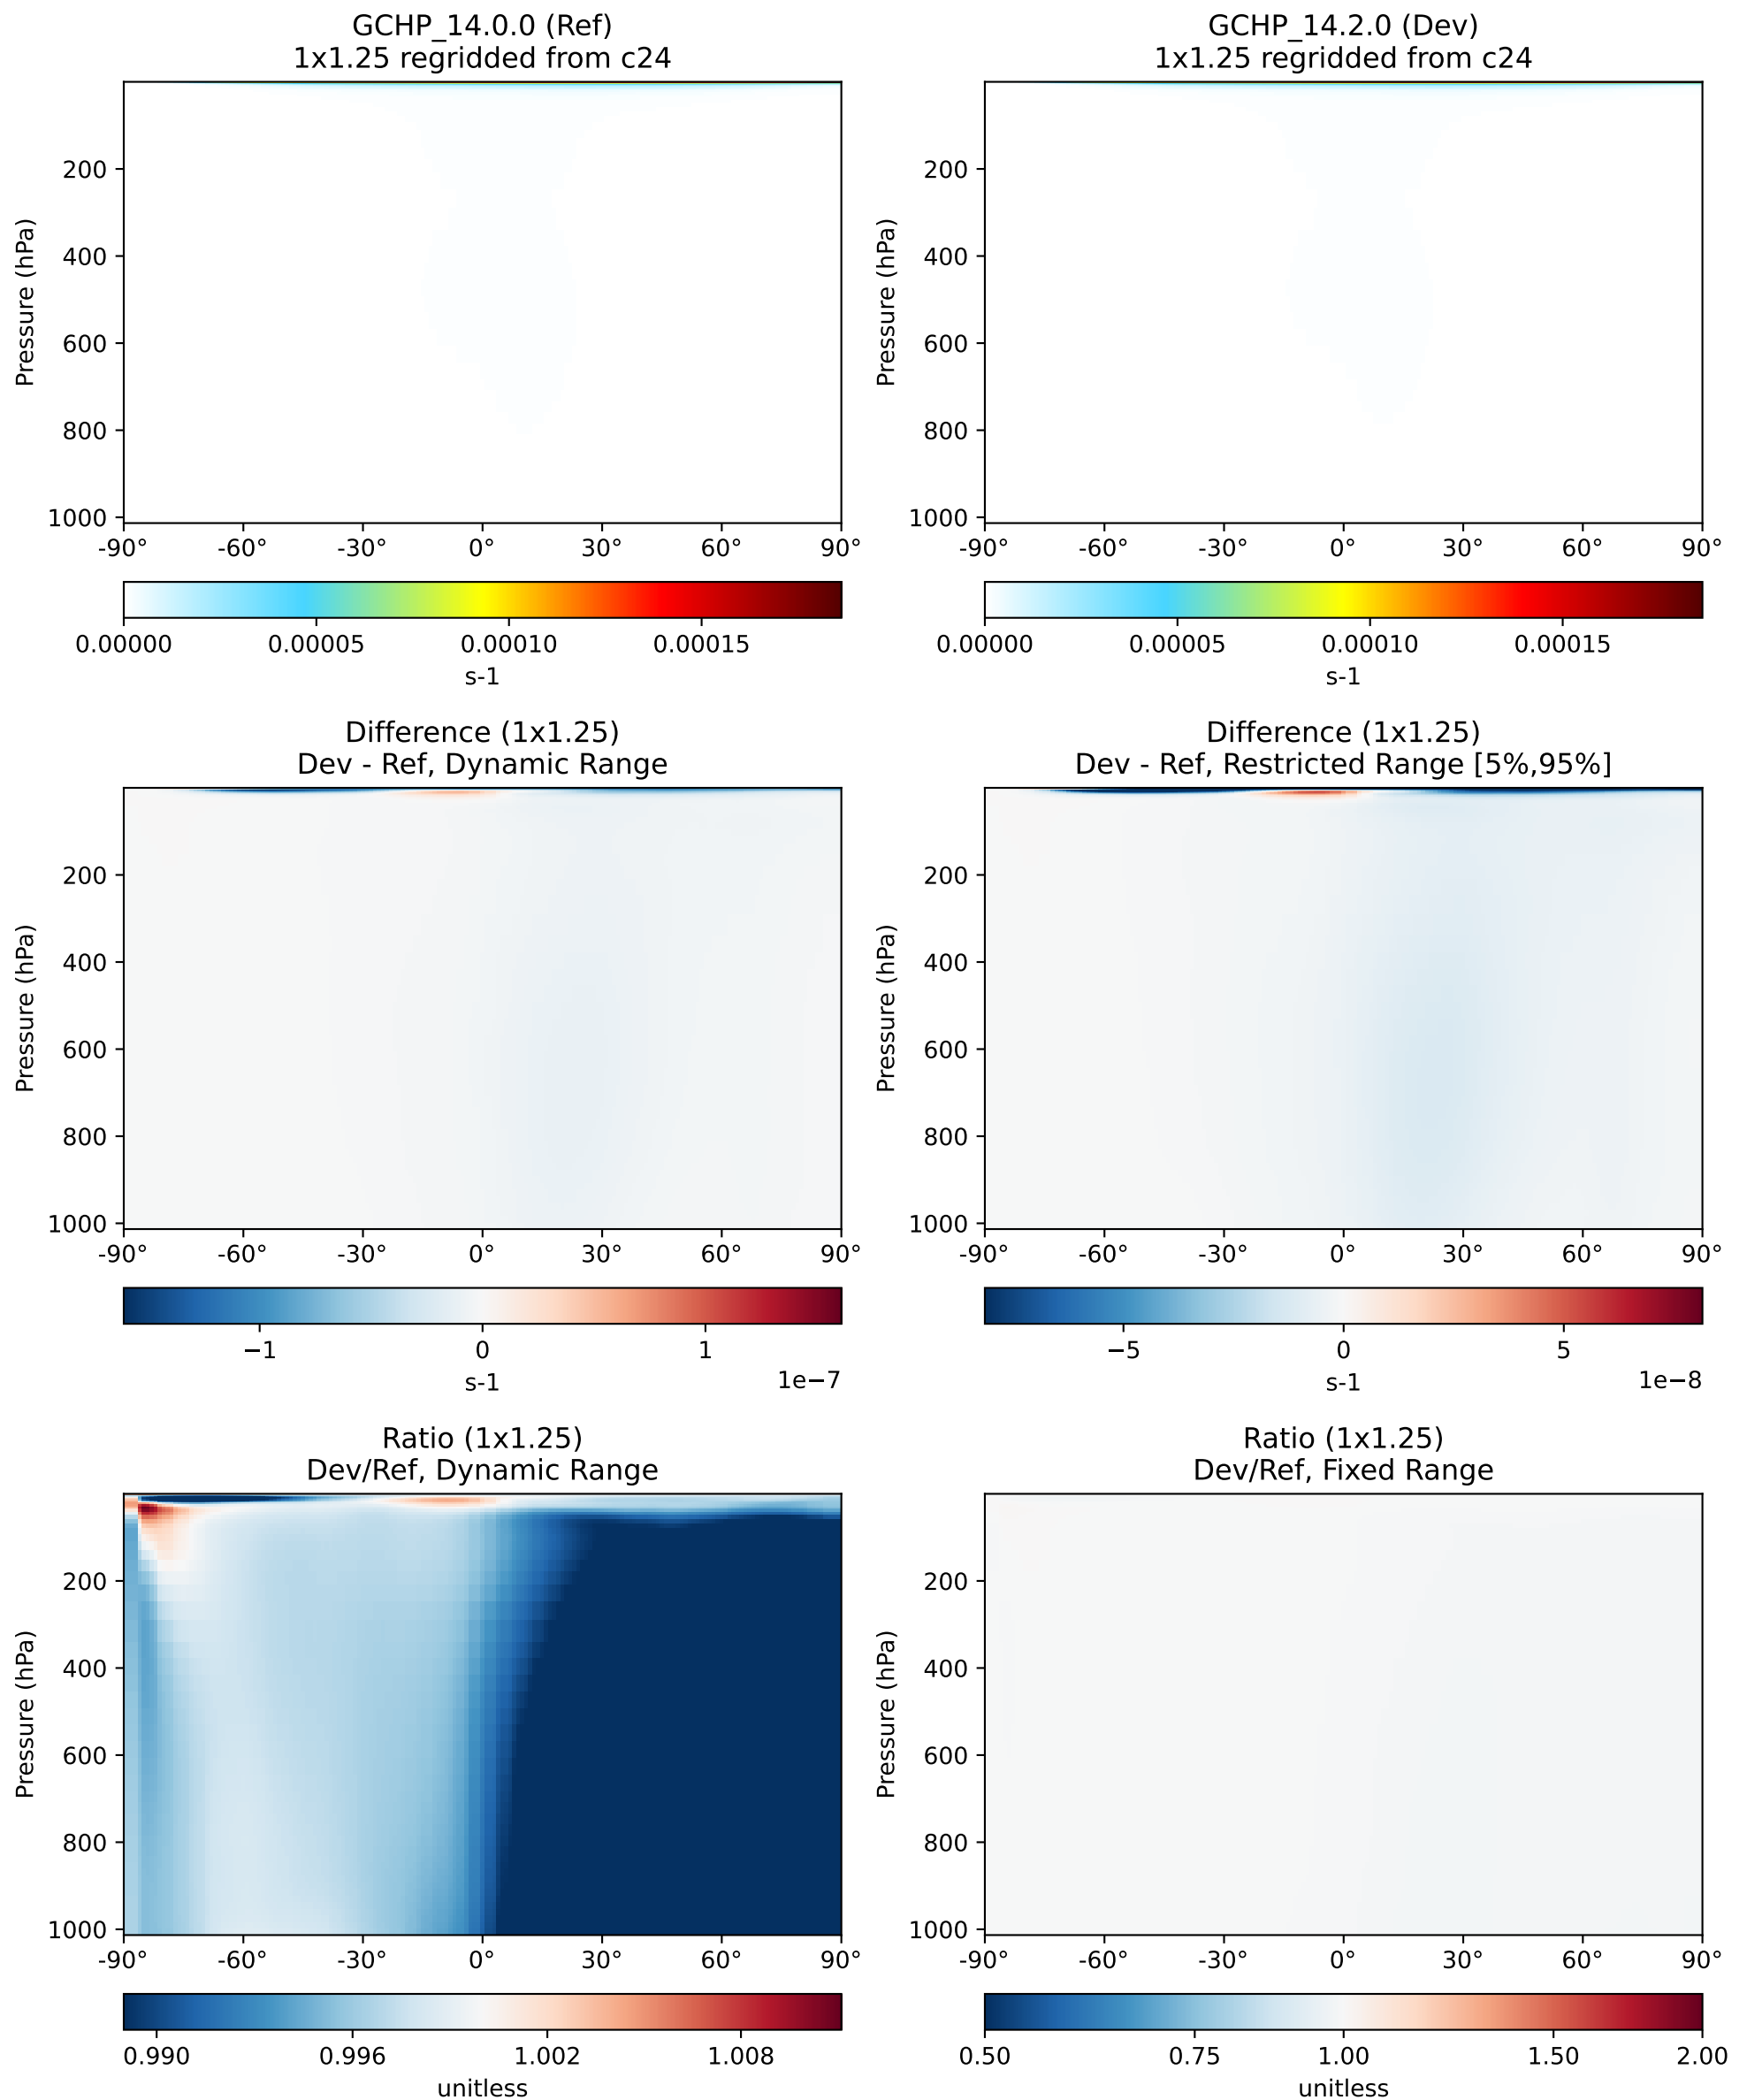 GCHP_14.0.0 (Ref)
1x1.25 regridded from c24
Pressure (hPa)
200
400
600
800
1000
-90° -60° -30° 0° 30° 60° 90°
0.00000 0.00005 0.00010 0.00015
s-1
GCHP_14.2.0 (Dev)
1x1.25 regridded from c24
Pressure (hPa)
200
400
600
800
1000
-90° -60° -30° 0° 30° 60° 90°
0.00000 0.00005 0.00010 0.00015
s-1
Difference (1x1.25)
Dev - Ref, Dynamic Range
Pressure (hPa)
200
400
600
800
1000
-90° -60° -30° 0° 30° 60° 90°
−1 0 1
s-1
1e−7
Difference (1x1.25)
Dev - Ref, Restricted Range [5%,95%]
Pressure (hPa)
200
400
600
800
1000
-90° -60° -30° 0° 30° 60° 90°
−5 0 5
s-1
1e−8
Ratio (1x1.25)
Dev/Ref, Dynamic Range
Pressure (hPa)
200
400
600
800
1000
-90° -60° -30° 0° 30° 60° 90°
0.990 0.996 1.002 1.008
unitless
Ratio (1x1.25)
Dev/Ref, Fixed Range
Pressure (hPa)
200
400
600
800
1000
-90° -60° -30° 0° 30° 60° 90°
0.50 0.75 1.00 1.50 2.00
unitless